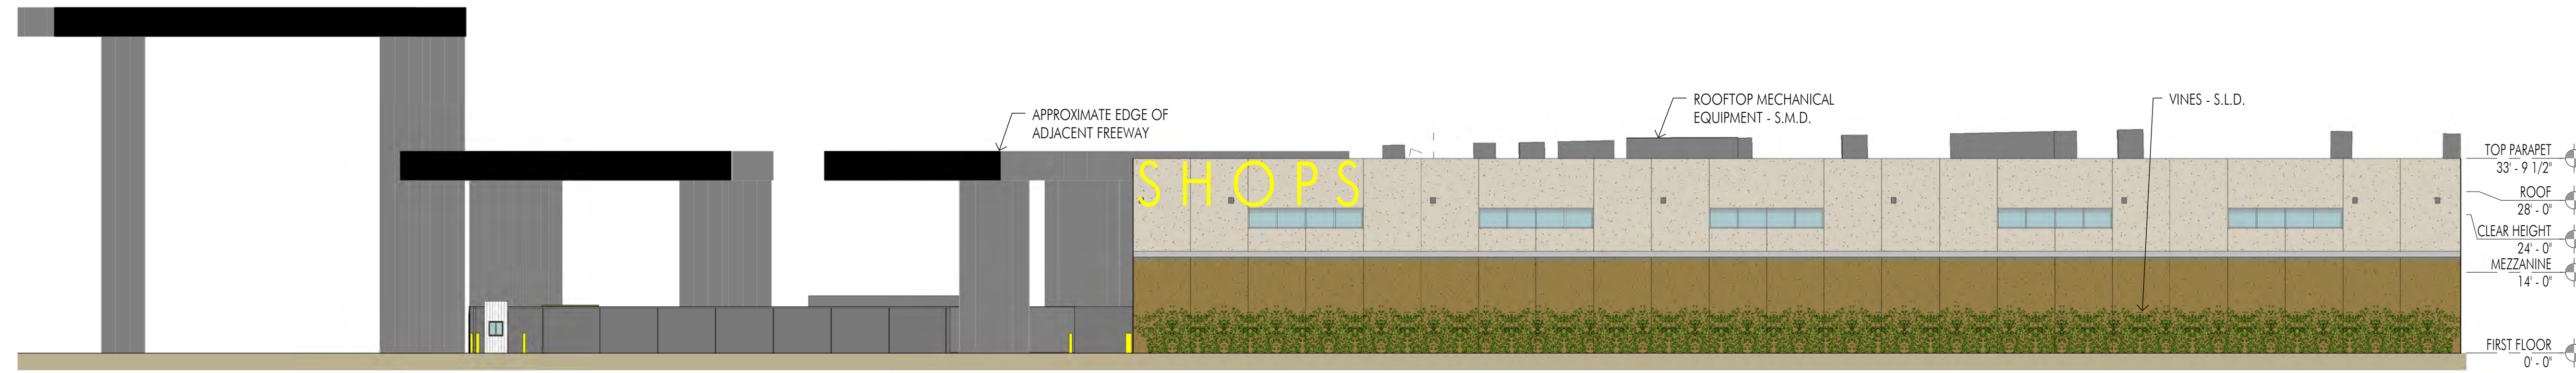 APPROXIMATE EDGE OF
ADJACENT FREEWAY
ROOFTOP MECHANICAL
EQUIPMENT - S.M.D.
VINES - S.L.D.
SHOPS
TOP PARAPET
33' - 9 1/2"
ROOF
28' - 0"
CLEAR HEIGHT
24' - 0"
MEZZANINE
14' - 0"
FIRST FLOOR
0' - 0"